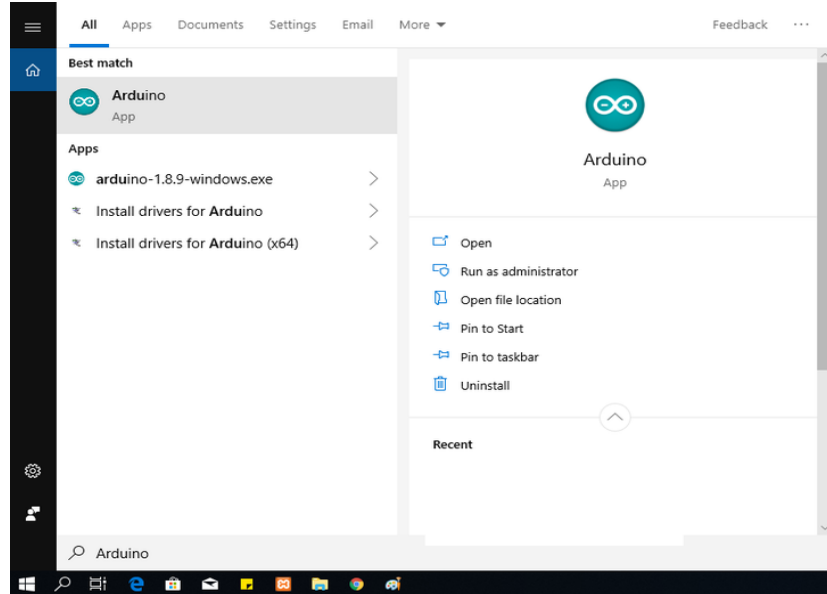 All Apps Documents Settings Email More Feedback ...
Best match
Arduino
App
Apps
arduino-1.8.9-windows.exe
Install drivers for Arduino
Install drivers for Arduino (x64)
Arduino
App
Open
Run as administrator
Open file location
Pin to Start
Pin to taskbar
Uninstall
Recent
Arduino